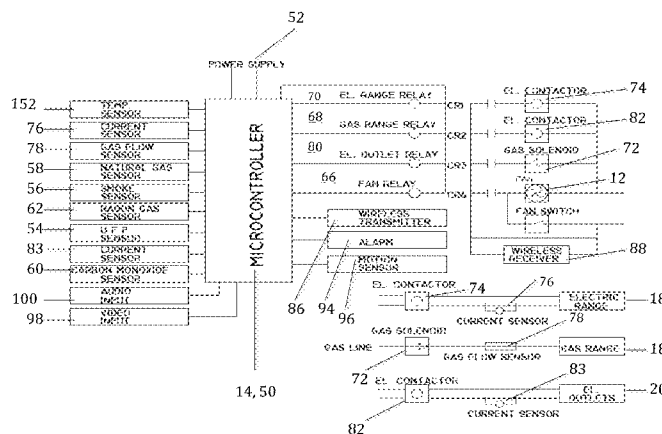 52
POWER SUPPLY
152
TEMP
SENSOR
76
CURRENT
SENSOR
78
GAS FLOW
SENSOR
58
NATURAL GAS
SENSOR
56
SMOKE
SENSOR
62
RADON GAS
SENSOR
54
SENSOR
83
CURRENT
SENSOR
60
CARBON MONOXIDE
SENSOR
100
AUDIO
INPUT
98
VIDEO
INPUT
MICROCONTROLLER
14, 50
70 EL. RANGE RELAY
CR1
68 GAS RANGE RELAY
CR2
80 EL. OUTLET RELAY
CR3
66 FAN RELAY
WIRELESS
TRANSMITTER
86
ALARM
94
MOTION
SENSOR
96
EL. CONTACTOR
74
EL. CONTACTOR
82
GAS SOLENOID
72
FAN
12
FAN SWITCH
WIRELESS
RECEIVER
88
EL. CONTACTOR
74
76
CURRENT SENSOR
ELECTRIC
RANGE
18
GAS SOLENOID
GAS LINE
72
78
GAS FLOW SENSOR
GAS RANGE
18
EL. CONTACTOR
82
83
CURRENT SENSOR
EL.
OUTLETS
20